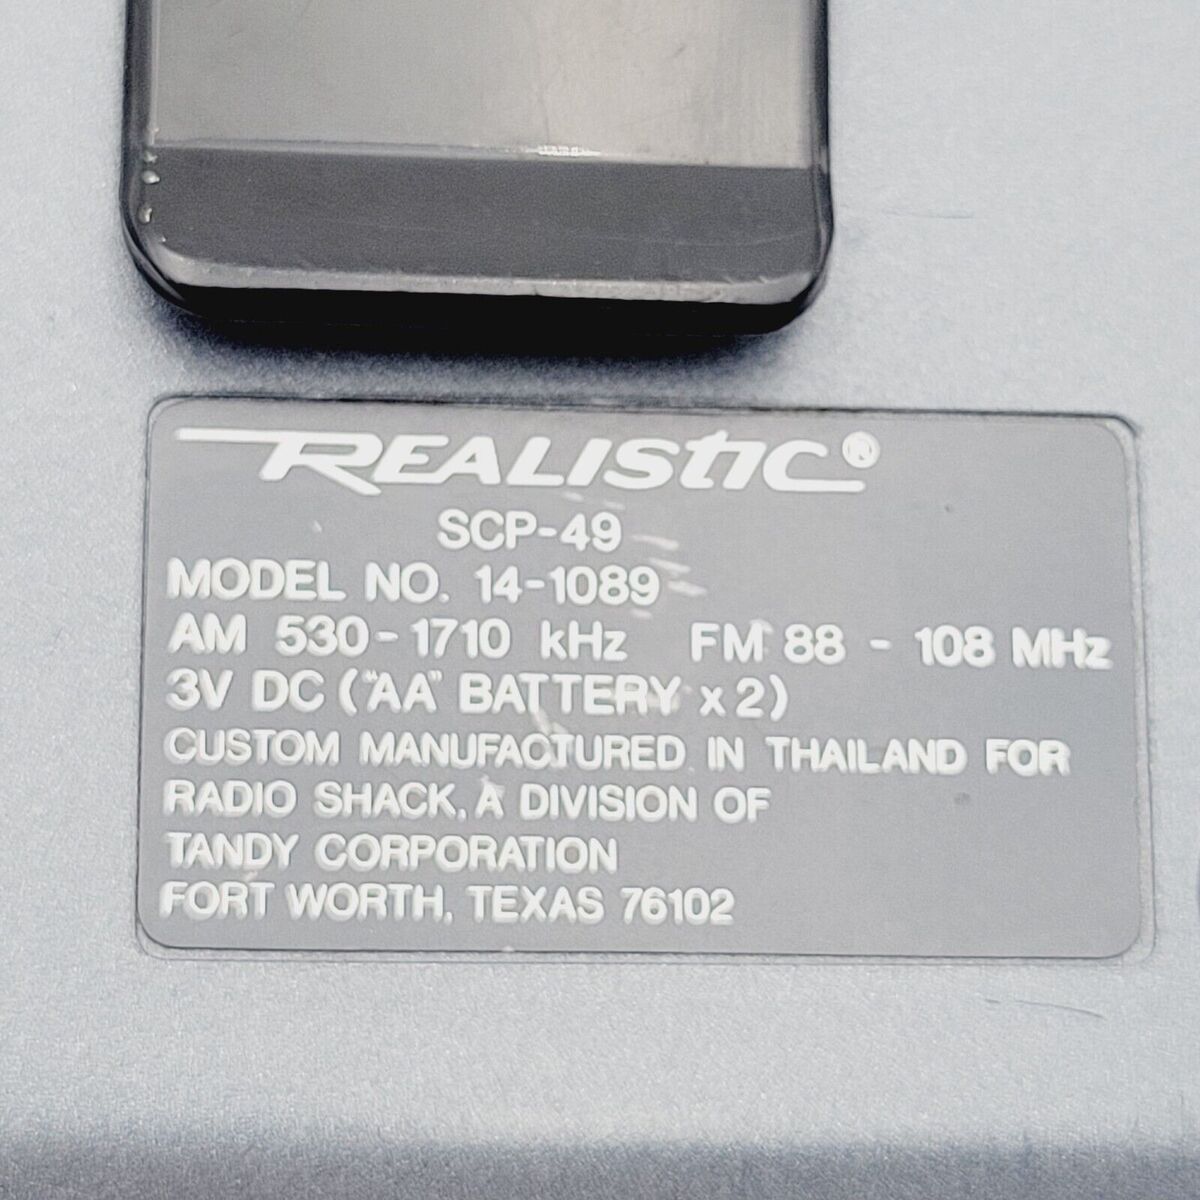 REALISTIC®
SCP-49
MODEL NO. 14-1089
AM 530-1710 kHz FM 88 - 108 MHz
3V DC ("AA" BATTERY x 2)
CUSTOM MANUFACTURED IN THAILAND FOR
RADIO SHACK, A DIVISION OF
TANDY CORPORATION
FORT WORTH, TEXAS 76102